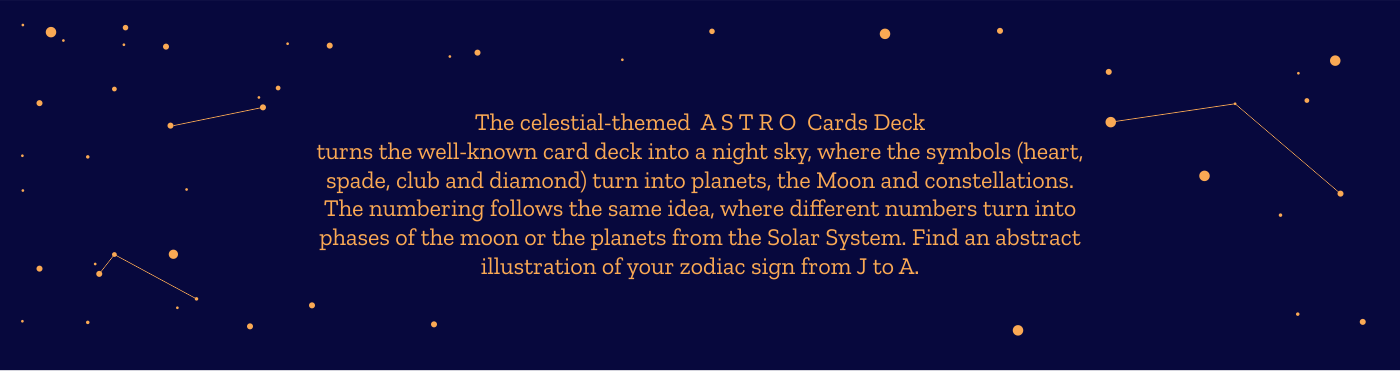 The celestial-themed A S T R O Cards Deck
turns the well-known card deck into a night sky, where the symbols (heart,
spade, club and diamond) turn into planets, the Moon and constellations.
The numbering follows the same idea, where different numbers turn into
phases of the moon or the planets from the Solar System. Find an abstract
illustration of your zodiac sign from J to A.